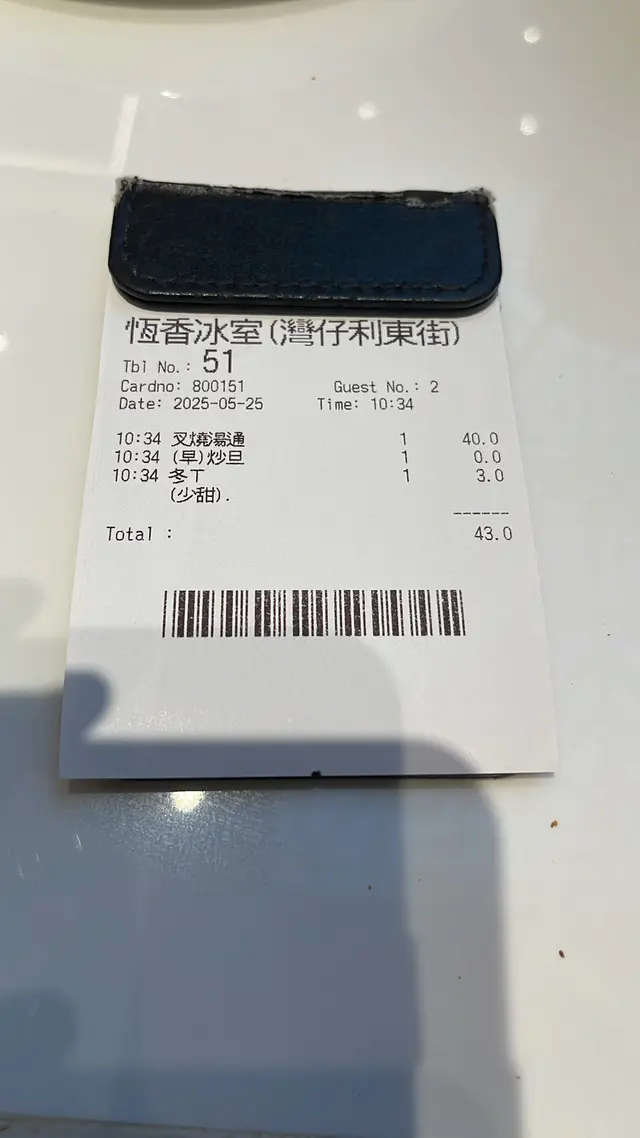 恆香冰室(灣仔利東街)
Tbl No.: 51
Cardno: 800151 Guest No.: 2
Date: 2025-05-25 Time: 10:34
10:34 叉燒湯通 1 40.0
10:34 (早)炒旦 1 0.0
10:34 冬丅 1 3.0
(少甜).
------
Total : 43.0